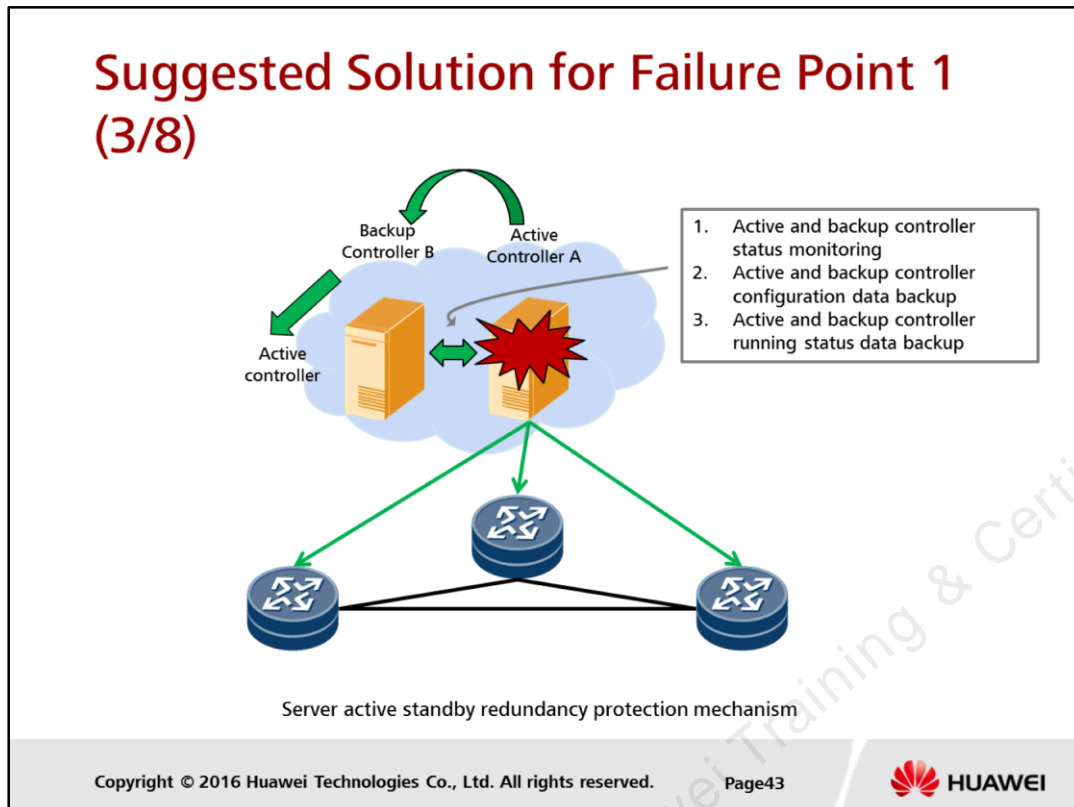 Suggested Solution for Failure Point 1
(3/8)
Backup
Controller B
Active
Controller A
Active
controller
1. Active and backup controller
status monitoring
2. Active and backup controller
configuration data backup
3. Active and backup controller
running status data backup
Server active standby redundancy protection mechanism
Training & Certi
Copyright © 2016 Huawei Technologies Co., Ltd. All rights reserved.
Page43
HUAWEI